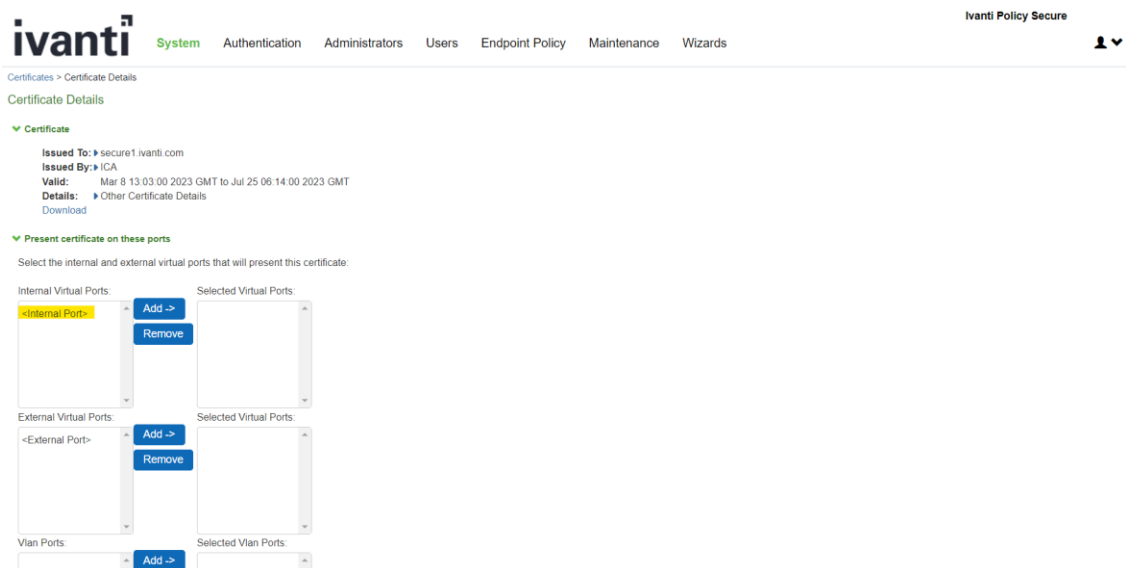 Ivanti Policy Secure
ivanti System Authentication Administrators Users Endpoint Policy Maintenance Wizards
Certificates > Certificate Details
Certificate Details
Certificate
Issued To: secure1.ivanti.com
Issued By: ICA
Valid: Mar 8 13:03:00 2023 GMT to Jul 25 06:14:00 2023 GMT
Details: Other Certificate Details
Download
Present certificate on these ports
Select the internal and external virtual ports that will present this certificate:
Internal Virtual Ports: Selected Virtual Ports:
<Internal Port> Add ->
Remove
External Virtual Ports: Selected Virtual Ports:
<External Port> Add ->
Remove
Vlan Ports: Selected Vlan Ports:
Add ->